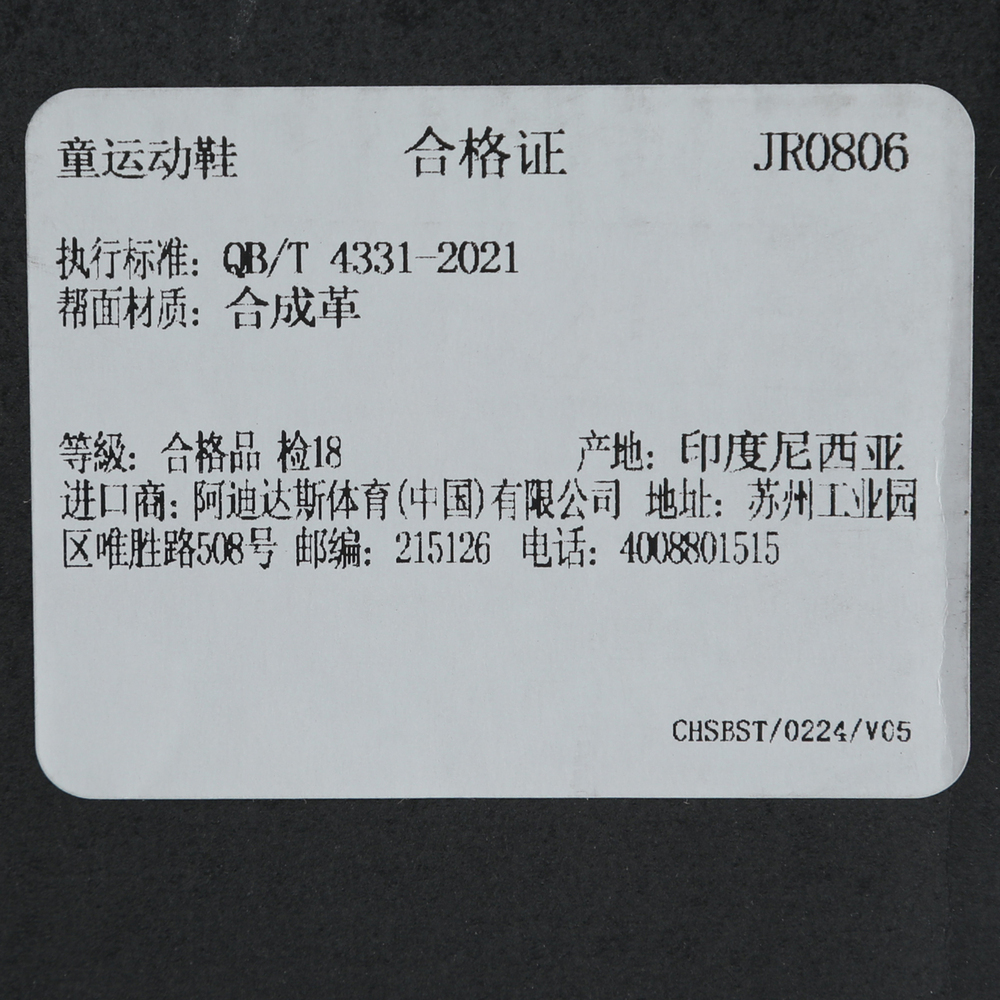 童运动鞋 合格证 JR0806
执行标准: QB/T 4331-2021
帮面材质: 合成革
等級: 合格品 检18 产地: 印度尼西亚
进口商: 阿迪达斯体育(中国)有限公司 地址: 苏州工业园
区唯胜路508号 邮编: 215126 电话: 4008801515
CHSBST/0224/V05